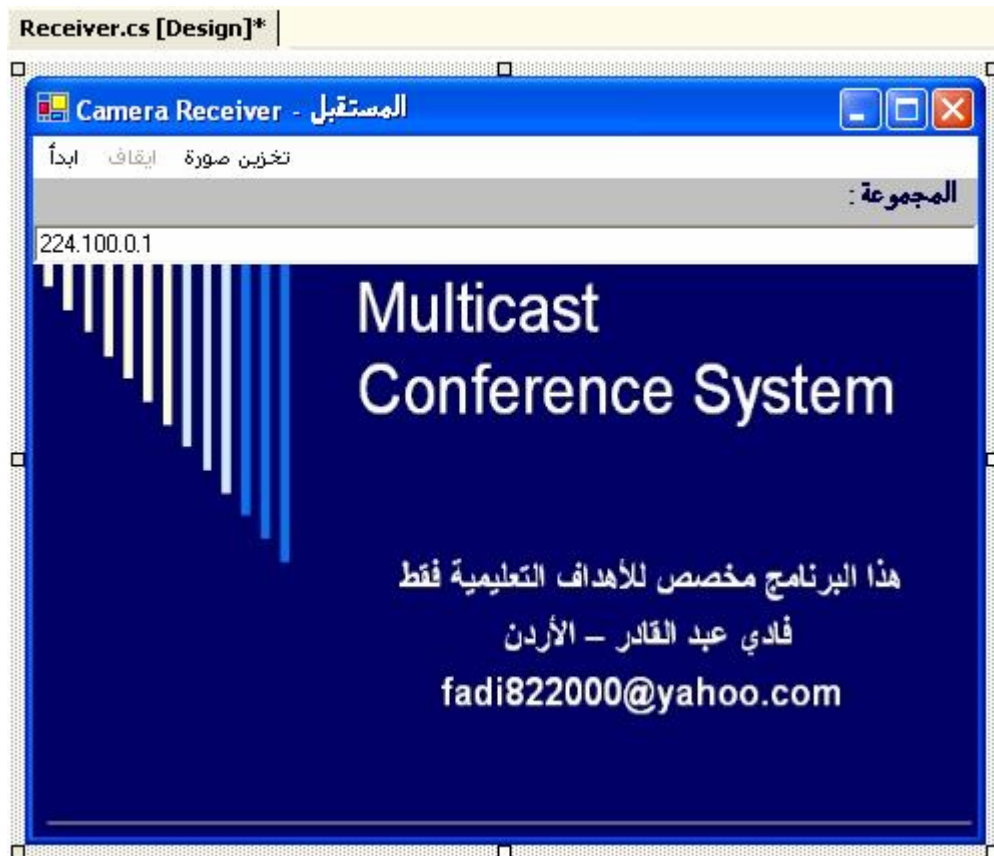 Receiver.cs [Design]*
Camera Receiver - المستقبل
ابدأ ايقاف تخزين صورة
المجموعة :
224.100.0.1
Multicast
Conference System
هذا البرنامج مخصص للأهداف التعليمية فقط
فادي عبد القادر – الأردن
fadi822000@yahoo.com